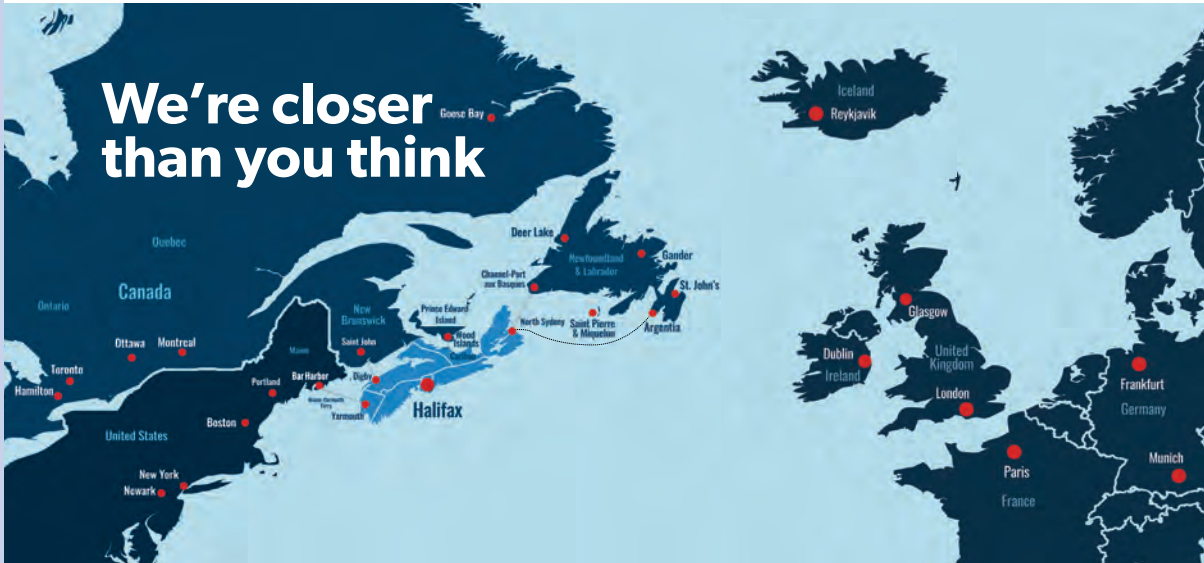 We're closer
than you think
Goose Bay
Iceland
Reykjavik
Quebec
Canada
Ontario
Deer Lake
Newfoundland
& Labrador
Gander
Channel-Port
aux Basques
St. John's
New
Brunswick
Prince Edward
Island
North Sydney
Saint Pierre
& Miquelon
Argentia
Wood
Islands
Ottawa
Montreal
Maine
Saint John
Toronto
Hamilton
Portland
Bar Harbor
Digby
Yarmouth
Halifax
Boston
United States
New York
Newark
Glasgow
Dublin
Ireland
United
Kingdom
London
Frankfurt
Germany
Paris
France
Munich